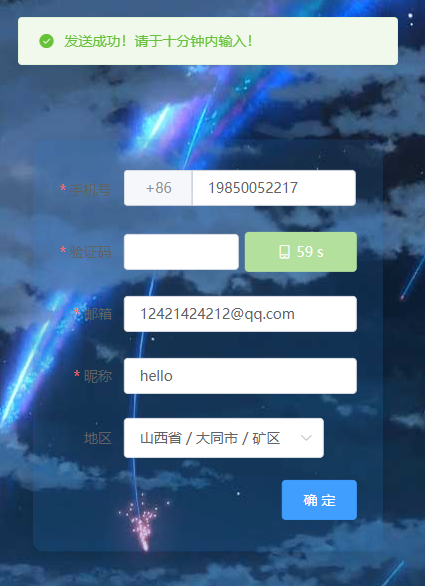 发送成功！请于十分钟内输入！
* 手机号 +86 19850052217
* 验证码 59 s
* 邮箱 12421424212@qq.com
* 昵称 hello
地区 山西省 / 大同市 / 矿区
确 定